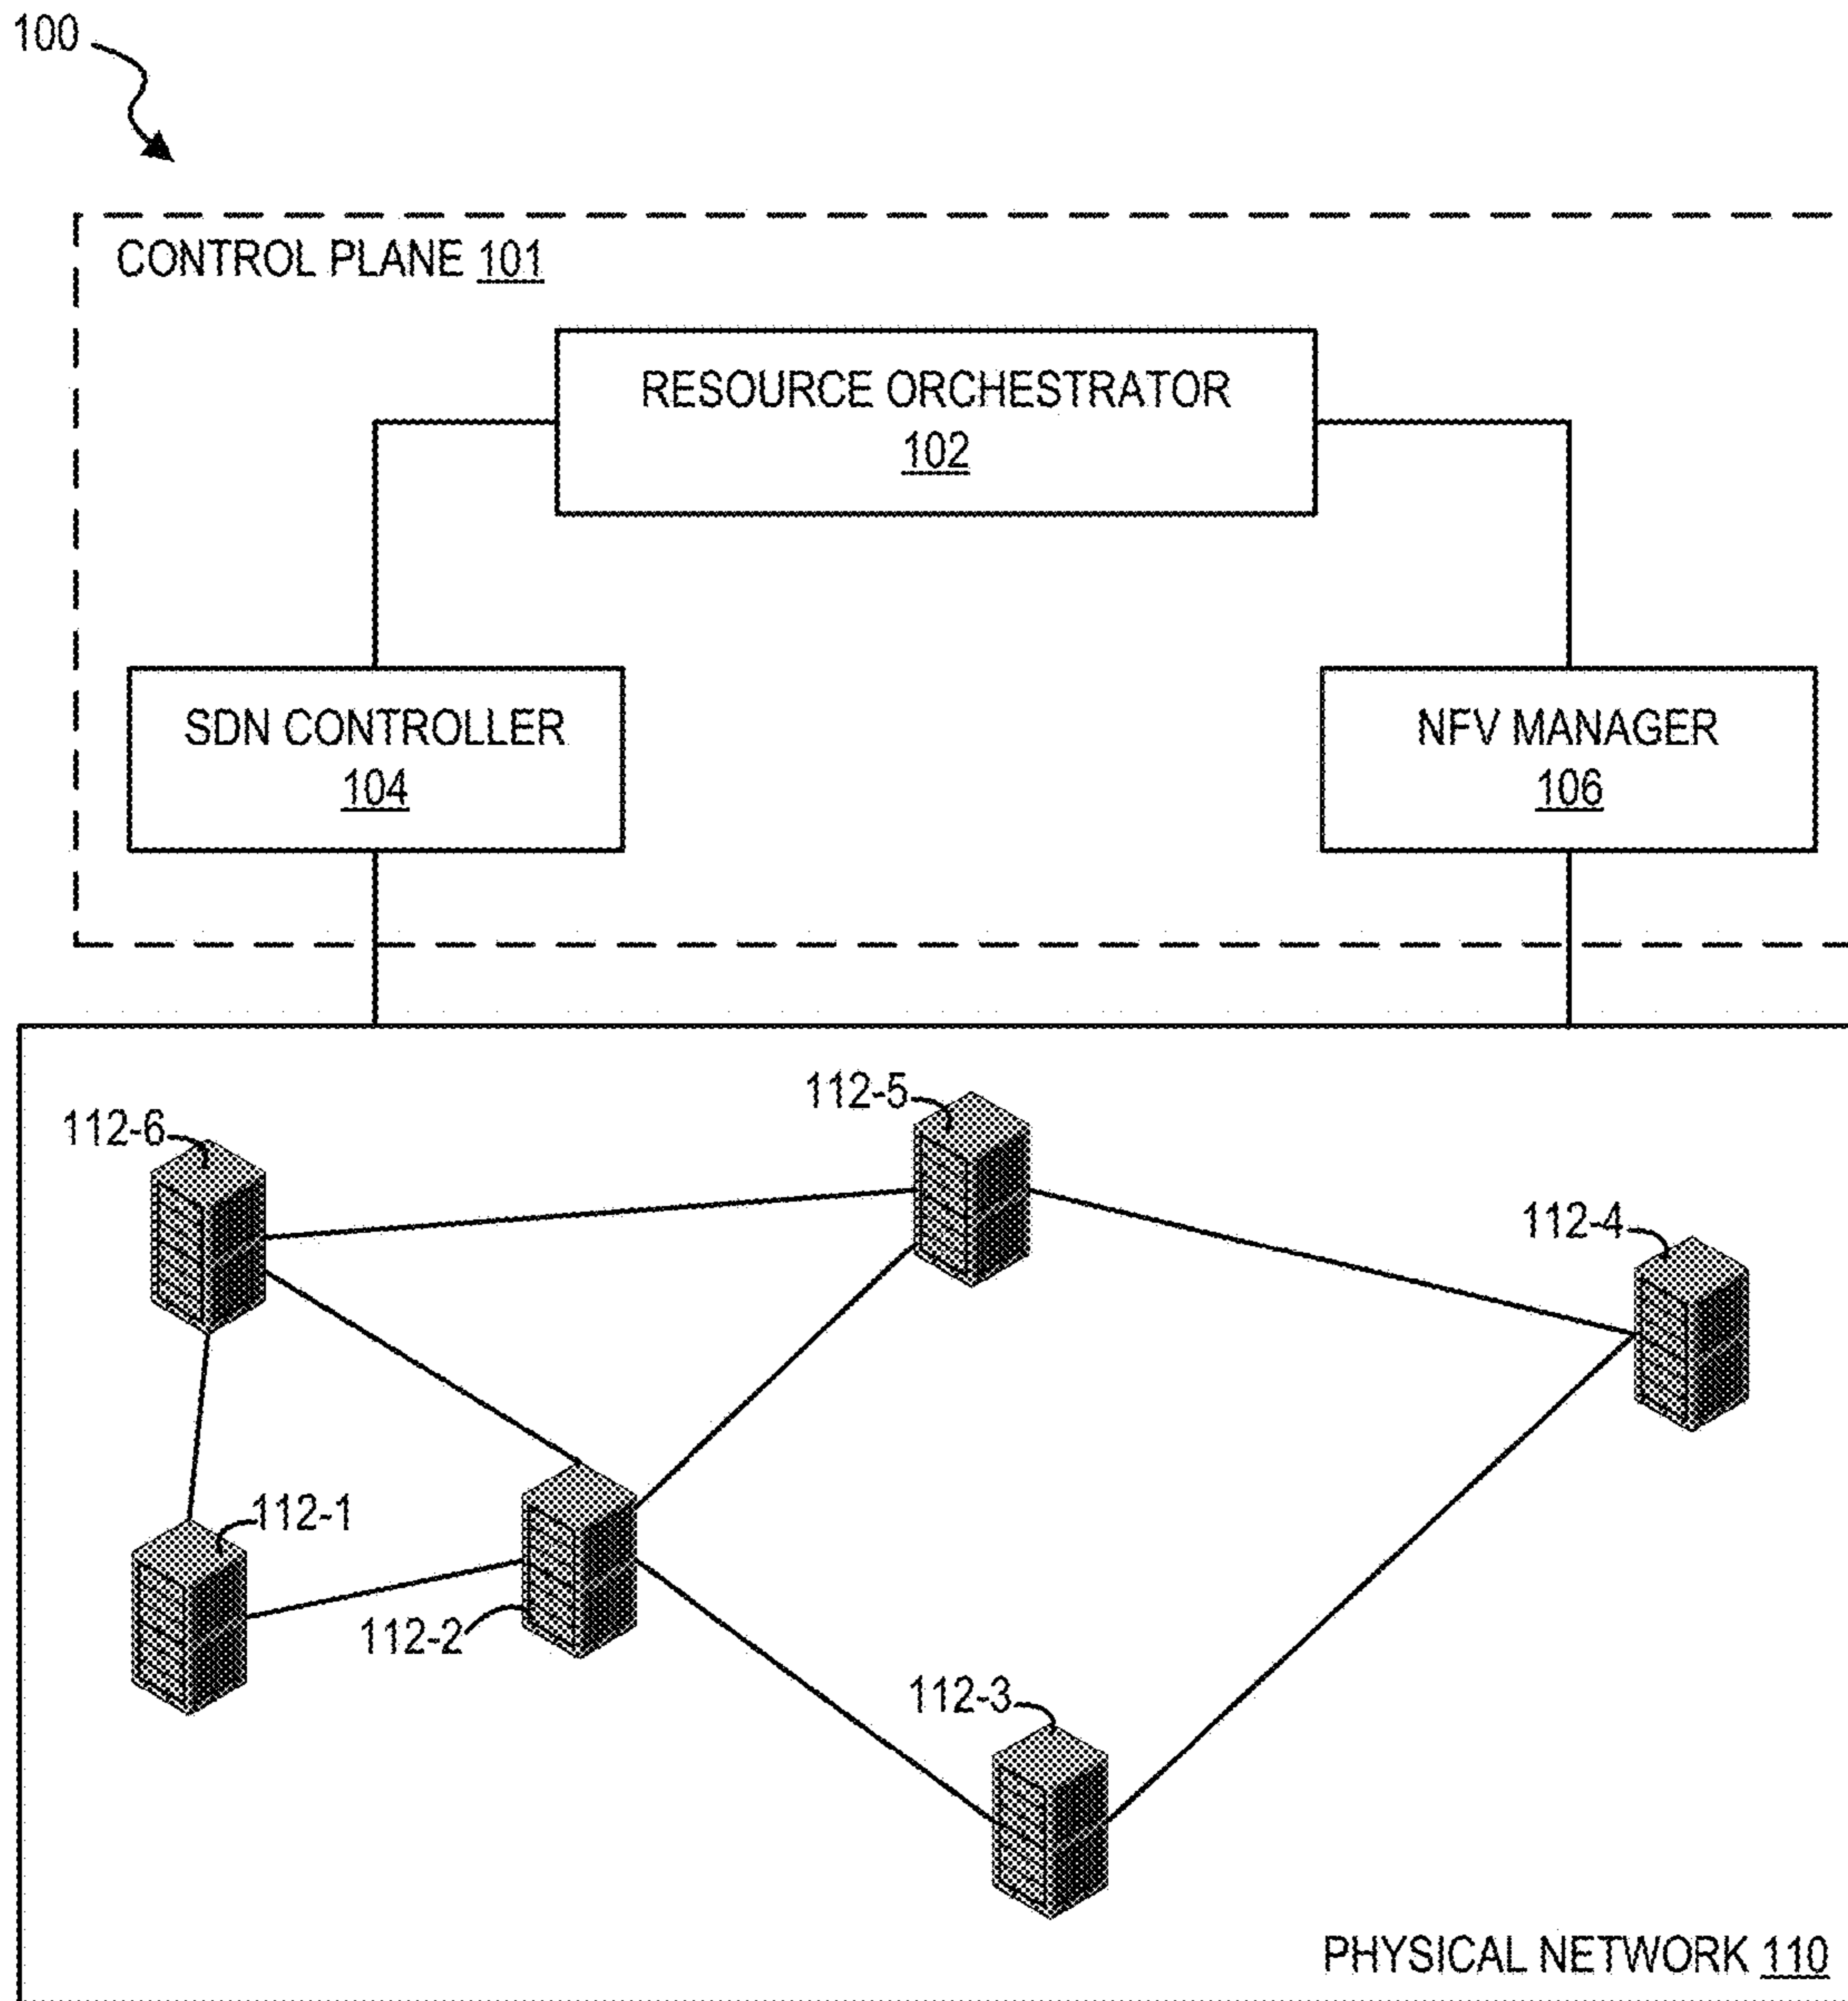 100
CONTROL PLANE 101
RESOURCE ORCHESTRATOR
102
SDN CONTROLLER
104
NFV MANAGER
106
112-5
112-6
112-4
112-1
112-2
112-3
PHYSICAL NETWORK 110